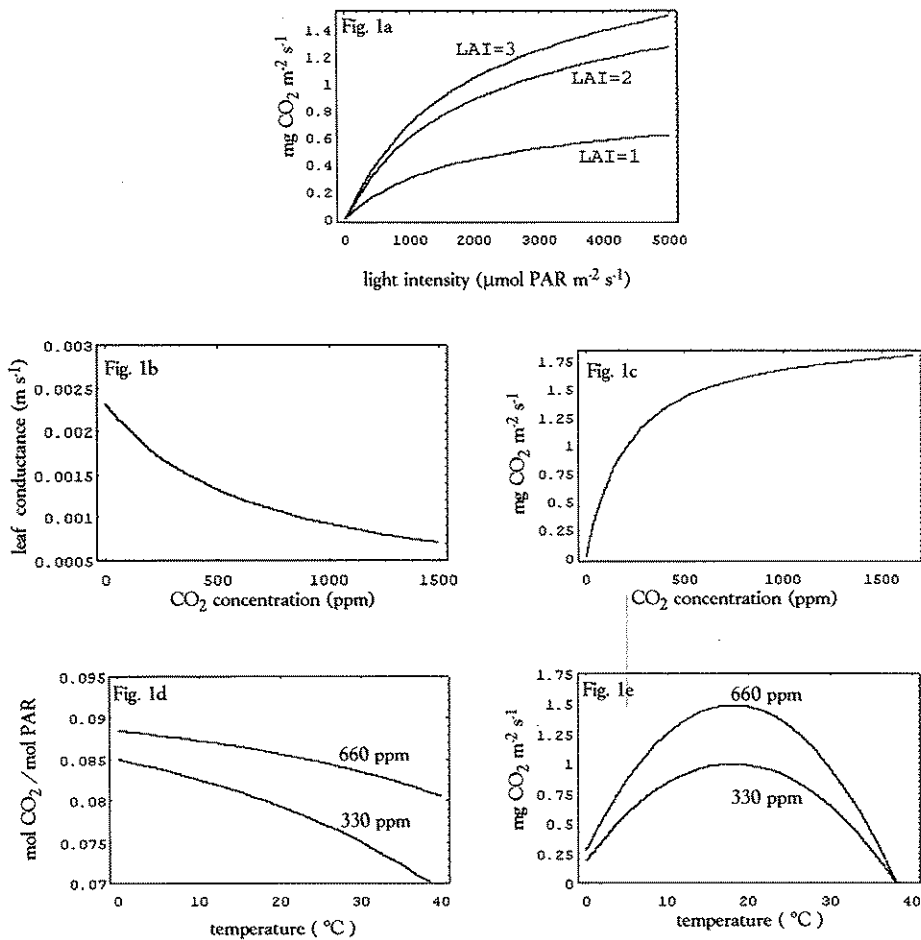 Fig. 1a
1.4
1.2
1
0.8
0.6
0.4
0.2
0
mg CO2 m-2 s-1
LAI=3
LAI=2
LAI=1
0 1000 2000 3000 4000 5000
light intensity (μmol PAR m-2 s-1)
Fig. 1b
0.003
0.0025
0.002
0.0015
0.001
0.0005
leaf conductance (m s-1)
0 500 1000 1500
CO2 concentration (ppm)
Fig. 1c
1.75
1.5
1.25
1
0.75
0.5
0.25
0
mg CO2 m-2 s-1
0 500 1000 1500
CO2 concentration (ppm)
Fig. 1d
0.095
0.09
0.085
0.08
0.075
0.07
mol CO2 / mol PAR
660 ppm
330 ppm
0 10 20 30 40
temperature ( °C)
Fig. 1e
1.75
1.5
1.25
1
0.75
0.5
0.25
0
mg CO2 m-2 s-1
660 ppm
330 ppm
0 10 20 30 40
temperature ( °C)